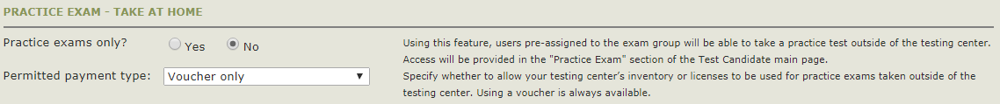 PRACTICE EXAM - TAKE AT HOME
Practice exams only? Yes No
Using this feature, users pre-assigned to the exam group will be able to take a practice test outside of the testing center.
Access will be provided in the "Practice Exam" section of the Test Candidate main page.
Permitted payment type: Voucher only
Specify whether to allow your testing center's inventory or licenses to be used for practice exams taken outside of the
testing center. Using a voucher is always available.